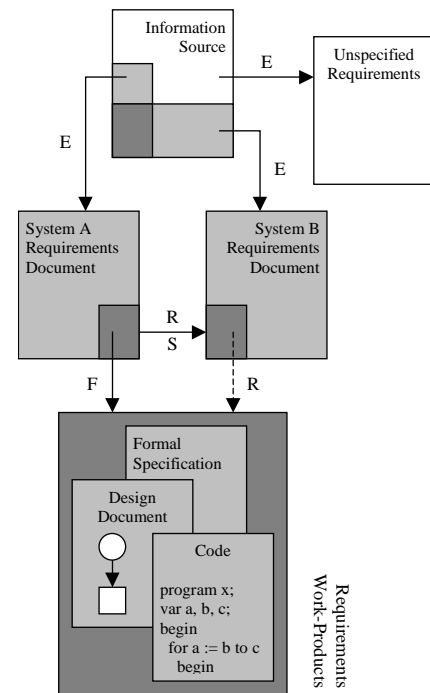 Information
Source
E
Unspecified
Requirements
E
E
System A
Requirements
Document
System B
Requirements
Document
R
S
F
R
Formal
Specification
Design
Document
Code
program x;
var a, b, c;
begin
for a := b to c
begin
Requirements
Work-Products